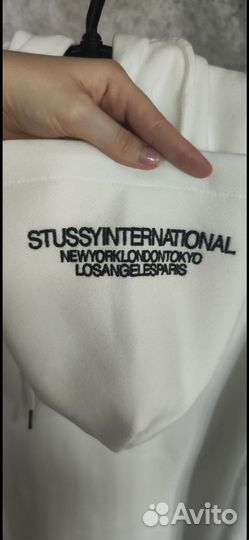 STUSSYINTERNATIONAL
NEWYORKLONDONTOKYO
LOSANGELESPARIS
Avito